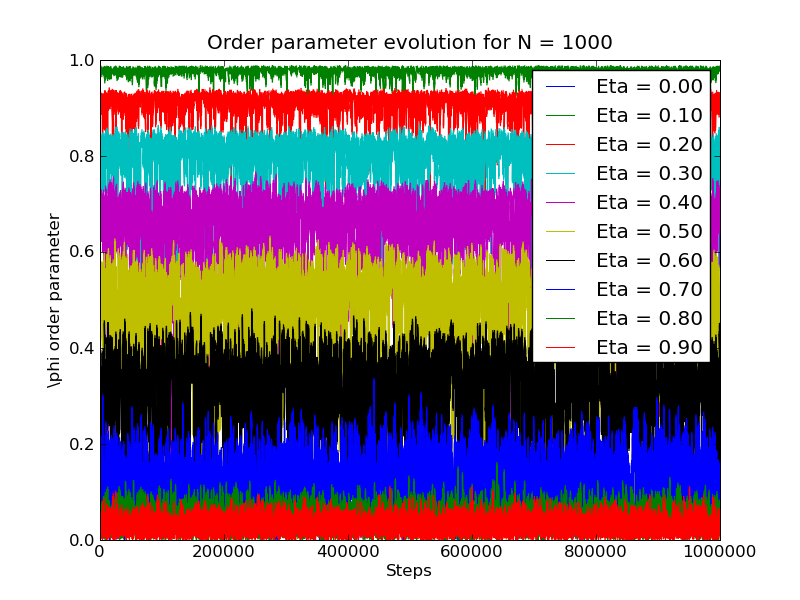 Order parameter evolution for N = 1000
\phi order parameter
1.0
0.8
0.6
0.4
0.2
0.0
Eta = 0.00
Eta = 0.10
Eta = 0.20
Eta = 0.30
Eta = 0.40
Eta = 0.50
Eta = 0.60
Eta = 0.70
Eta = 0.80
Eta = 0.90
0 200000 400000 600000 800000 1000000
Steps